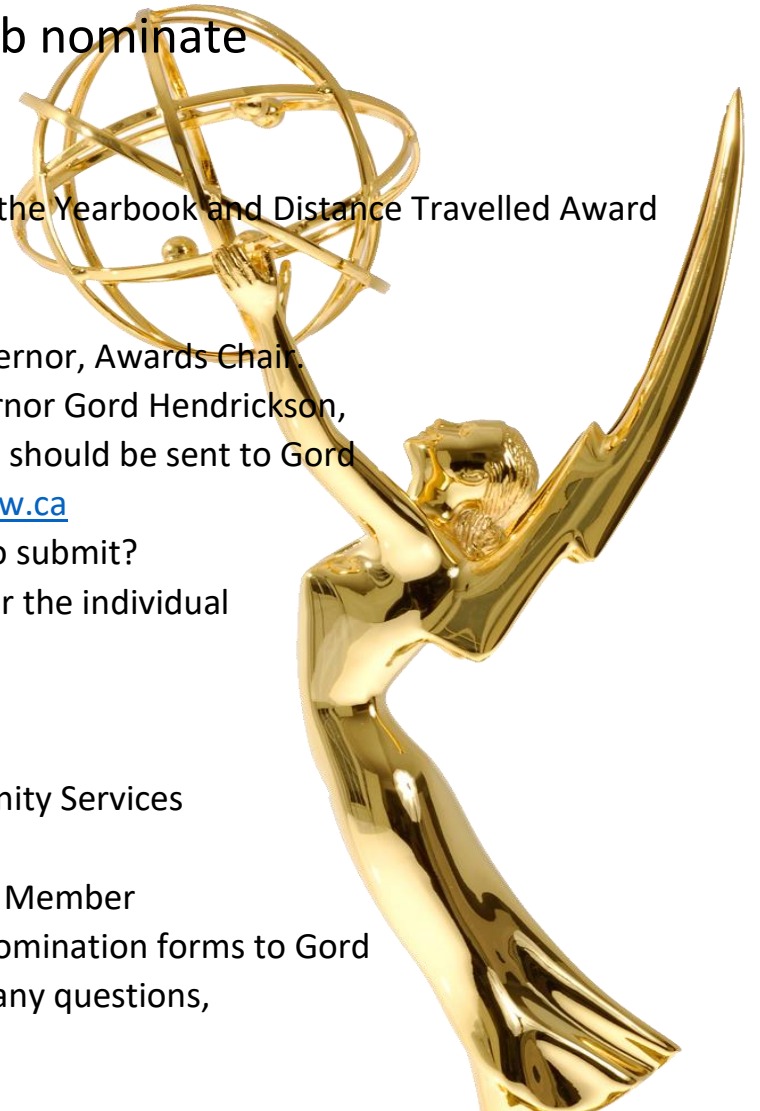 b nominate
the Yearbook and Distance Travelled Award
ernor, Awards Chair.
rnor Gord Hendrickson,
should be sent to Gord
w.ca
o submit?
r the individual
nity Services
Member
omination forms to Gord
any questions,